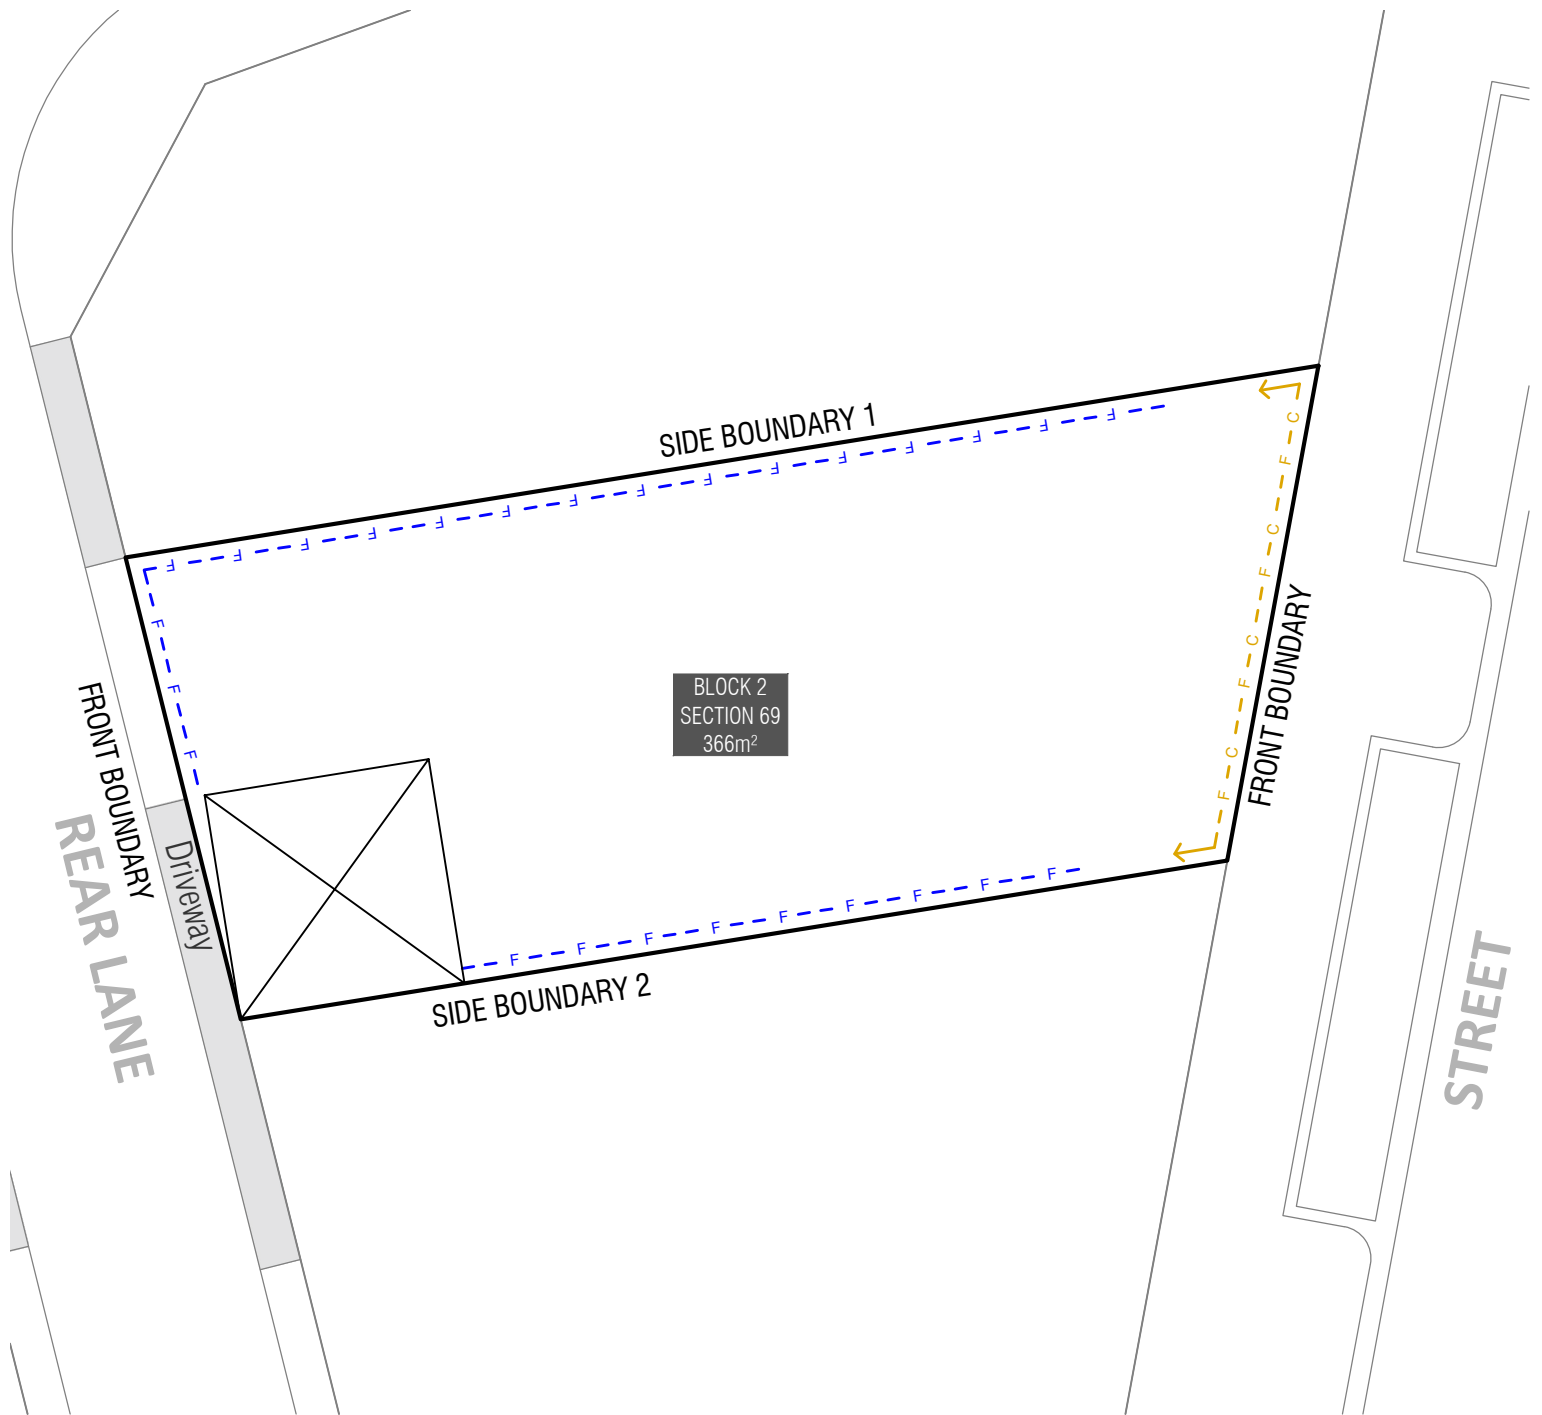 SIDE BOUNDARY 1
BLOCK 2
SECTION 69
366m²
FRONT BOUNDARY
FRONT BOUNDARY
Driveway
REAR LANE
SIDE BOUNDARY 2
STREET
F F F F F F F F F F F F F F F
F F F
F F F F F F F F F
C F C F C F C F